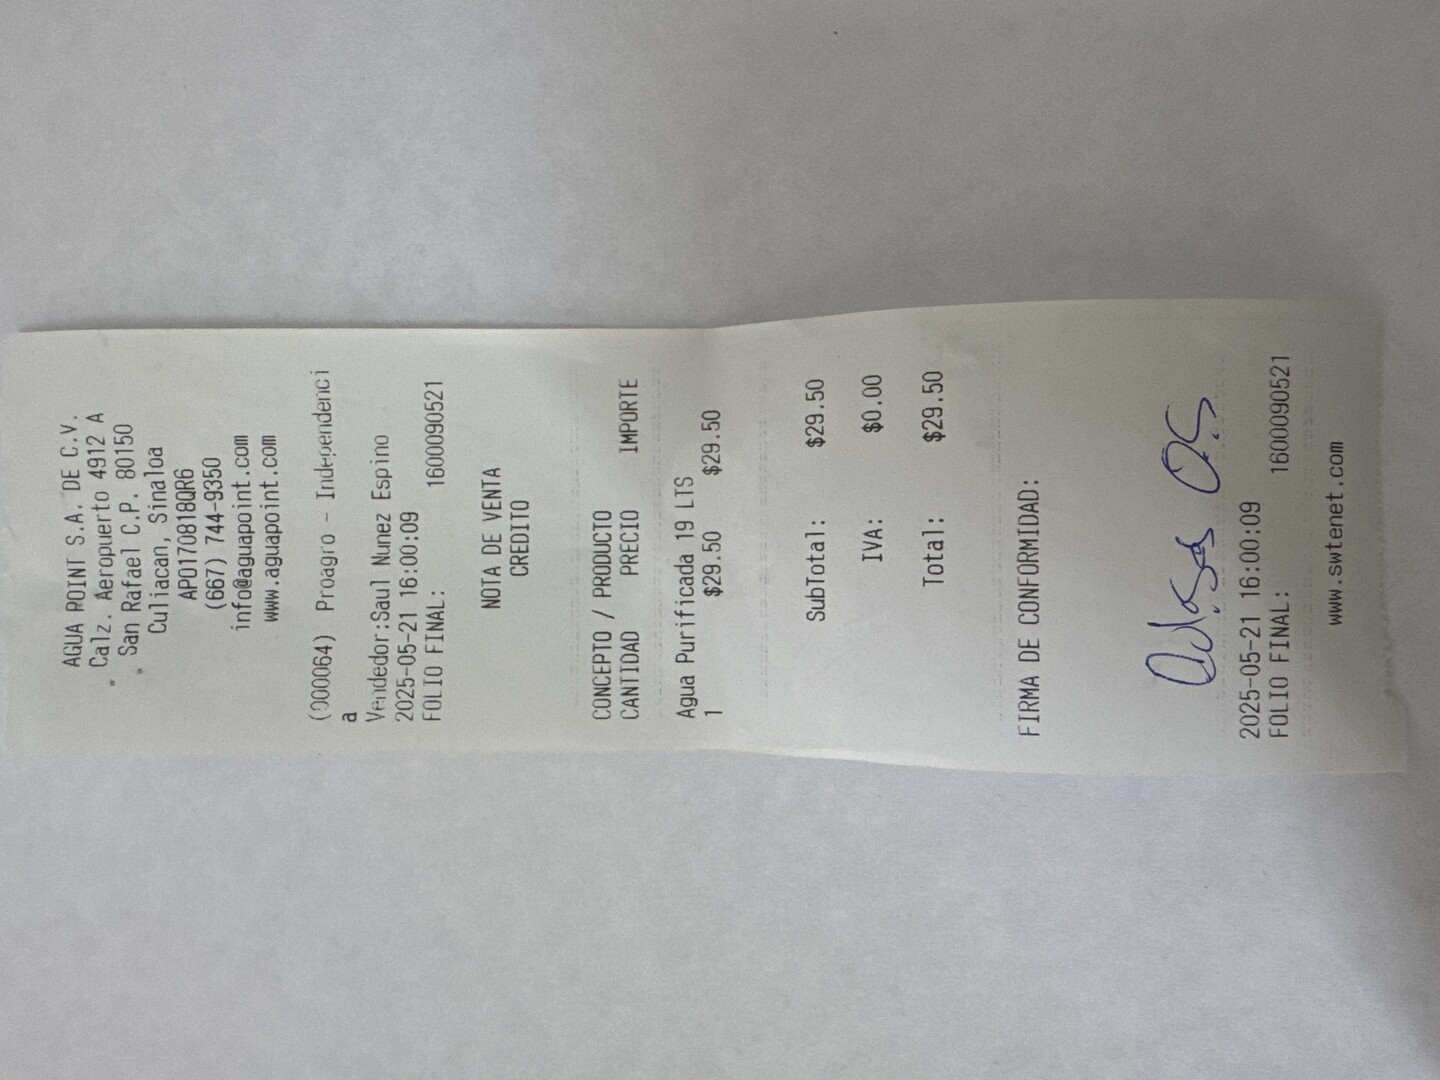 AGUA POINT S.A. DE C.V.
Calz. Aeropuerto 4912 A
San Rafael C.P. 80150
Culiacan, Sinaloa
APO170818QR6
(667) 744-9350
info@aguapoint.com
www.aguapoint.com
(000064) Proagro - Independenci
a
Vendedor:Saul Nunez Espino
2025-05-21 16:00:09
FOLIO FINAL: 1600090521
NOTA DE VENTA
CREDITO
CONCEPTO / PRODUCTO
CANTIDAD PRECIO IMPORTE
Agua Purificada 19 LTS
1 $29.50 $29.50
SubTotal: $29.50
IVA: $0.00
Total: $29.50
FIRMA DE CONFORMIDAD:
2025-05-21 16:00:09
FOLIO FINAL: 1600090521
www.swtenet.com